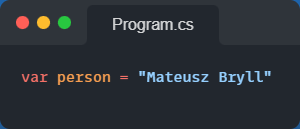 Program.cs
var person = "Mateusz Bryll"